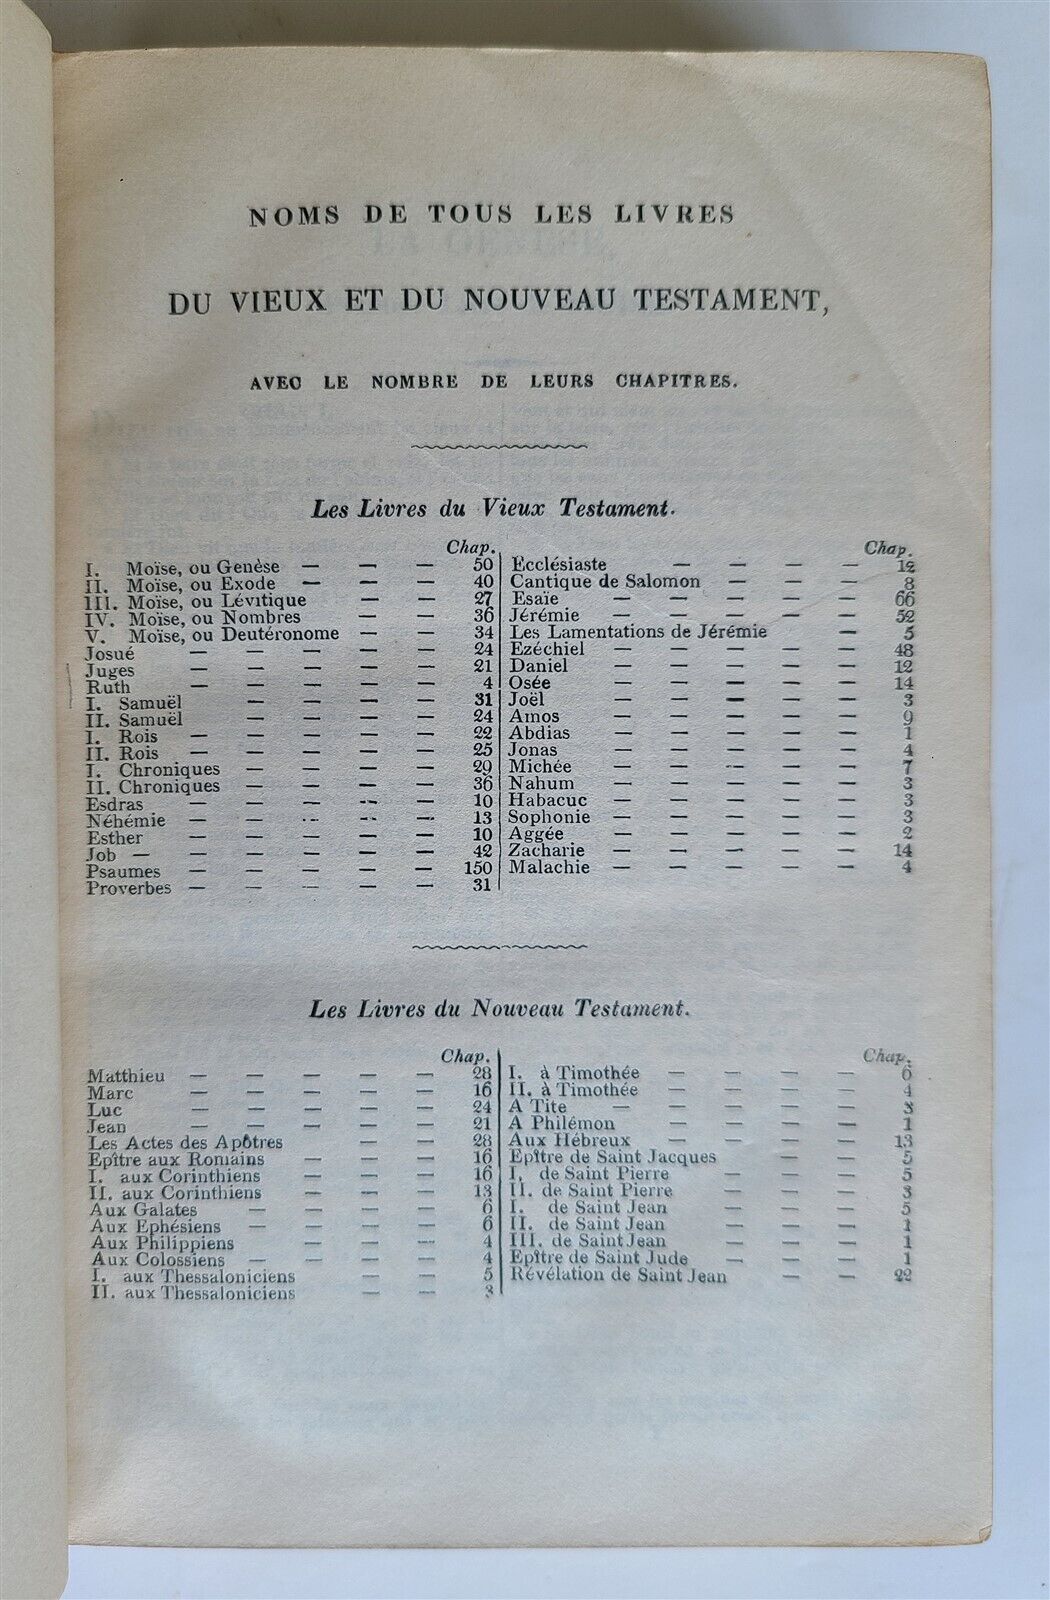 NOMS DE TOUS LES LIVRES
DU VIEUX ET DU NOUVEAU TESTAMENT,
AVEC LE NOMBRE DE LEURS CHAPITRES.
Les Livres du Vieux Testament.
Chap.
I. Moïse, ou Genèse — — — 50
II. Moïse, ou Exode — — — 40
III. Moïse, ou Lévitique — — 27
IV. Moïse, ou Nombres — — 36
V. Moïse, ou Deutéronome — — 34
Josué — — — — — 24
Juges — — — — — 21
Ruth — — — — — 4
I. Samuël — — — — 31
II. Samuël — — — — 24
I. Rois — — — — — 22
II. Rois — — — — — 25
I. Chroniques — — — — 29
II. Chroniques — — — — 36
Esdras — — — — — 10
Néhémie — — — — — 13
Esther — — — — — 10
Job — — — — — — 42
Psaumes — — — — — 150
Proverbes — — — — — 31
Chap.
Ecclésiaste — — — — 12
Cantique de Salomon — — — 8
Esaïe — — — — — 66
Jérémie — — — — — 52
Les Lamentations de Jérémie — 5
Ezéchiel — — — — — 48
Daniel — — — — — 12
Osée — — — — — 14
Joël — — — — — 3
Amos — — — — — 9
Abdias — — — — — 1
Jonas — — — — — 4
Michée — — — — — 7
Nahum — — — — — 3
Habacuc — — — — — 3
Sophonie — — — — — 3
Aggée — — — — — 2
Zacharie — — — — — 14
Malachie — — — — — 4
Les Livres du Nouveau Testament.
Chap.
Matthieu — — — — — 28
Marc — — — — — 16
Luc — — — — — 24
Jean — — — — — 21
Les Actes des Apôtres — — 28
Epître aux Romains — — — 16
I. aux Corinthiens — — — 16
II. aux Corinthiens — — — 13
Aux Galates — — — — 6
Aux Ephésiens — — — — 6
Aux Philippiens — — — 4
Aux Colossiens — — — — 4
I. aux Thessaloniciens — — 5
II. aux Thessaloniciens — — 3
Chap.
I. à Timothée — — — — 6
II. à Timothée — — — — 4
A Tite — — — — — 3
A Philémon — — — — 1
Aux Hébreux — — — — 13
Epître de Saint Jacques — — 5
I. de Saint Pierre — — — 5
II. de Saint Pierre — — — 3
I. de Saint Jean — — — 5
II. de Saint Jean — — — 1
III. de Saint Jean — — — 1
Epître de Saint Jude — — — 1
Révélation de Saint Jean — — 22